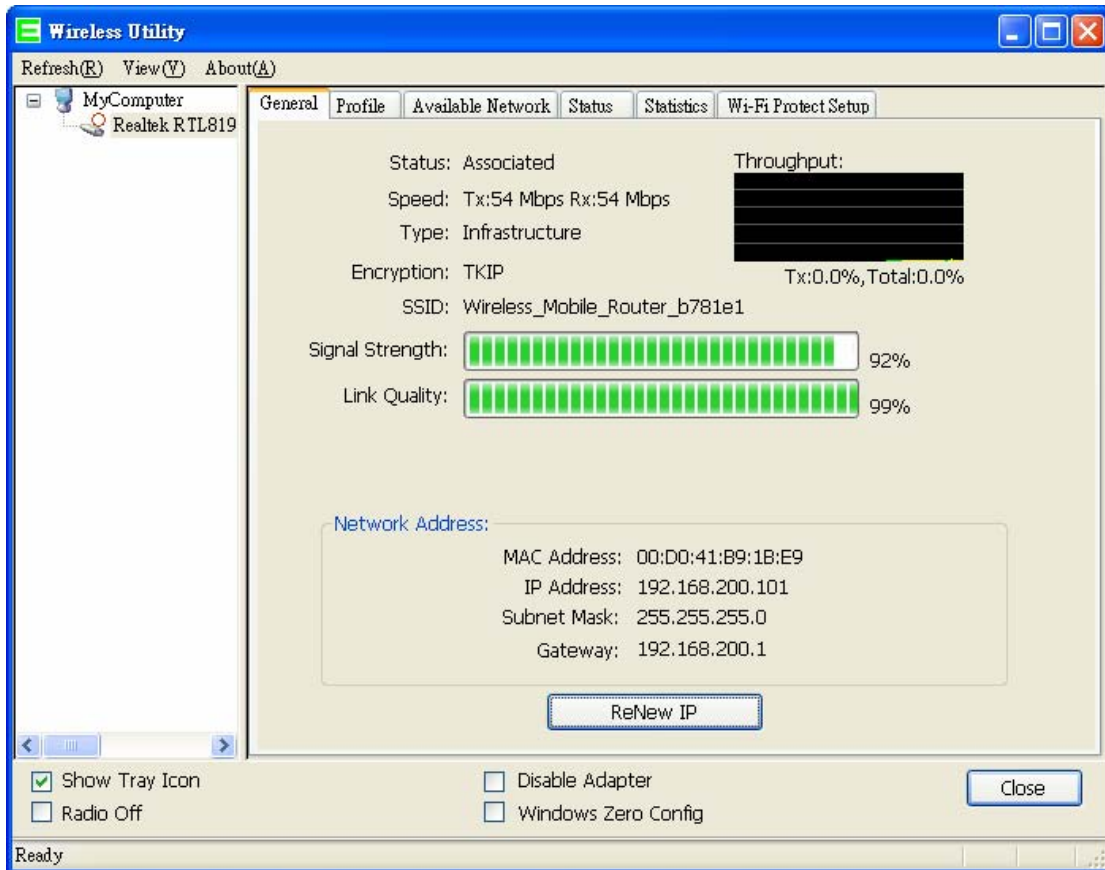 Wireless Utility
Refresh(R) View(V) About(A)
MyComputer
Realtek RTL819
General Profile Available Network Status Statistics Wi-Fi Protect Setup
Status: Associated
Speed: Tx:54 Mbps Rx:54 Mbps
Type: Infrastructure
Encryption: TKIP
SSID: Wireless_Mobile_Router_b781e1
Throughput:
Tx:0.0%,Total:0.0%
Signal Strength: 92%
Link Quality: 99%
Network Address:
MAC Address: 00:D0:41:B9:1B:E9
IP Address: 192.168.200.101
Subnet Mask: 255.255.255.0
Gateway: 192.168.200.1
ReNew IP
Show Tray Icon
Radio Off
Disable Adapter
Windows Zero Config
Close
Ready